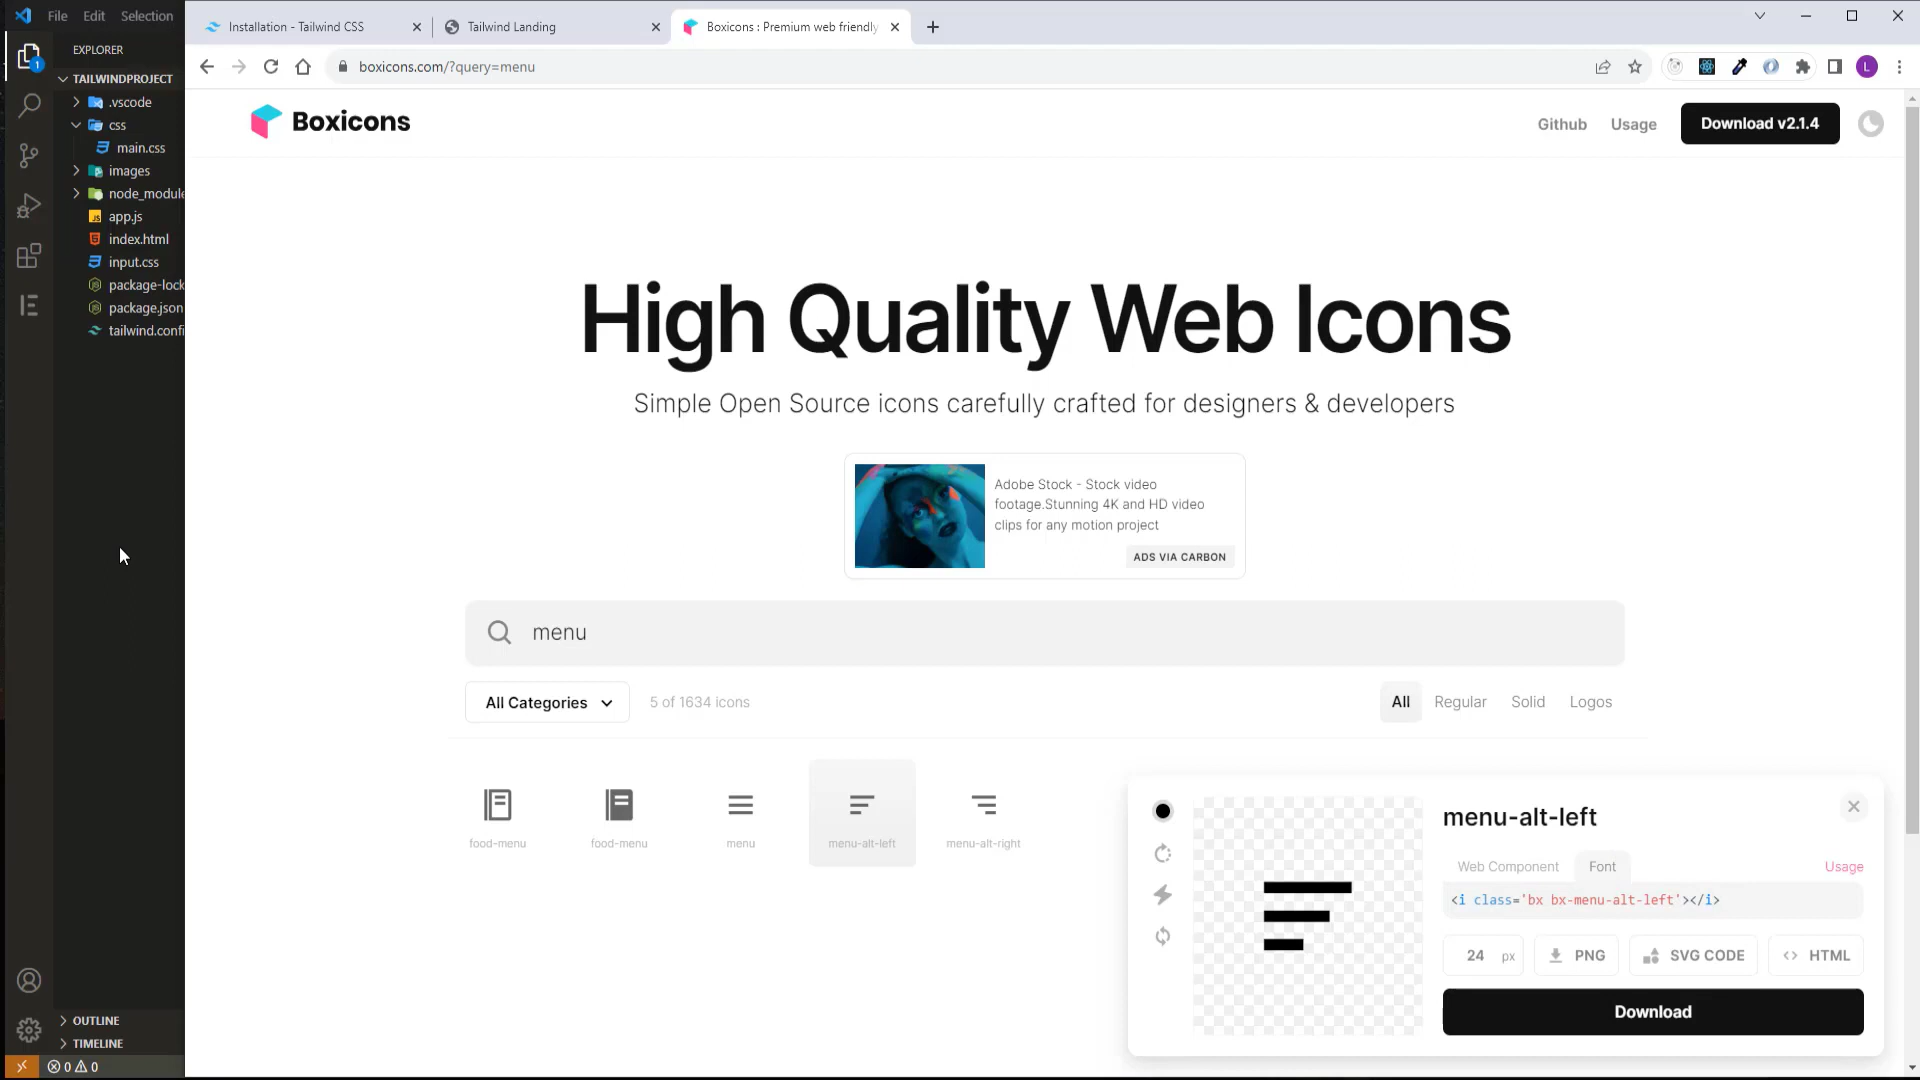 File Edit Selection
EXPLORER
TAILWINDPROJECT
.vscode
css
main.css
images
node_module
app.js
index.html
input.css
package-lock
package.json
tailwind.confi
OUTLINE
TIMELINE
0 0
1
Installation - Tailwind CSS
Tailwind Landing
Boxicons : Premium web friendly
boxicons.com/?query=menu
L
Boxicons
Github
Usage
Download v2.1.4
High Quality Web Icons
Simple Open Source icons carefully crafted for designers & developers
Adobe Stock - Stock video
footage.Stunning 4K and HD video
clips for any motion project
ADS VIA CARBON
menu
All Categories
5 of 1634 icons
All
Regular
Solid
Logos
food-menu
food-menu
menu
menu-alt-left
menu-alt-right
menu-alt-left
Web Component
Font
Usage
<i class='bx bx-menu-alt-left'></i>
24 px
PNG
SVG CODE
HTML
Download